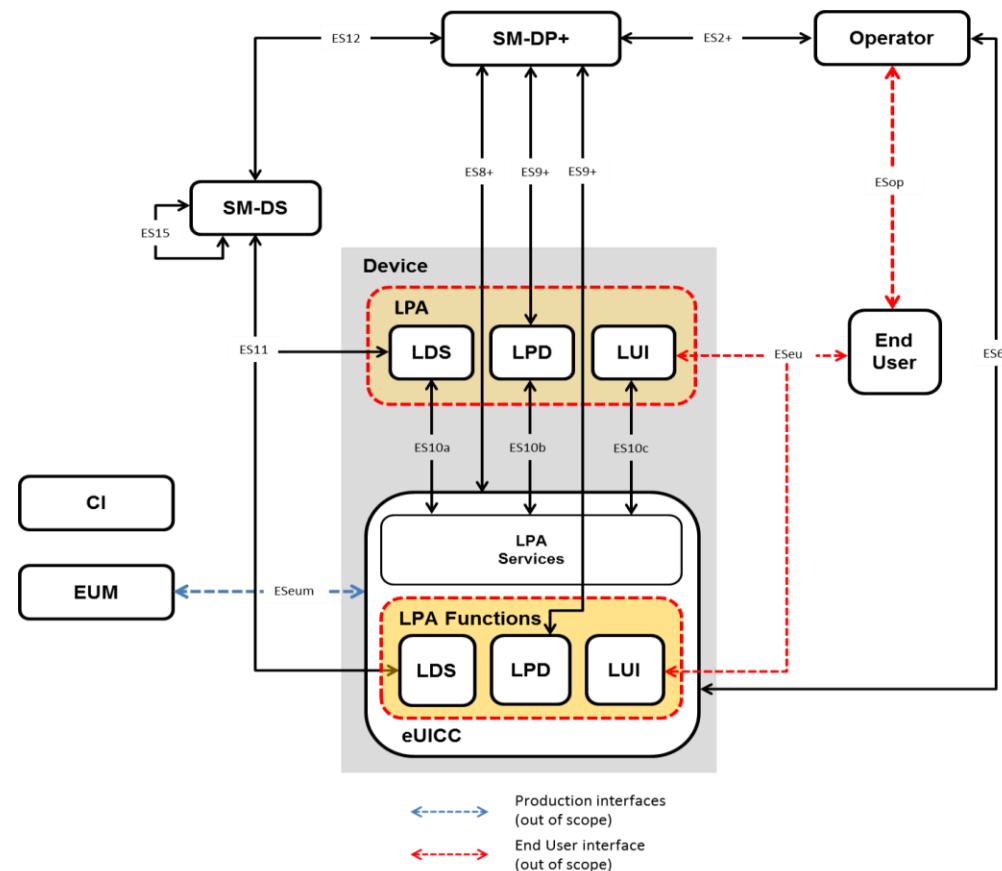 ES12
SM-DP+
ES2+
Operator
ES8+
ES9+
ES9+
ESop
SM-DS
ES15
Device
LPA
LDS
LPD
LUI
ES11
ESeu
End
User
ES6
ES10a
ES10b
ES10c
CI
LPA
Services
EUM
ESeum
LPA Functions
LDS
LPD
LUI
eUICC
Production interfaces
(out of scope)
End User interface
(out of scope)